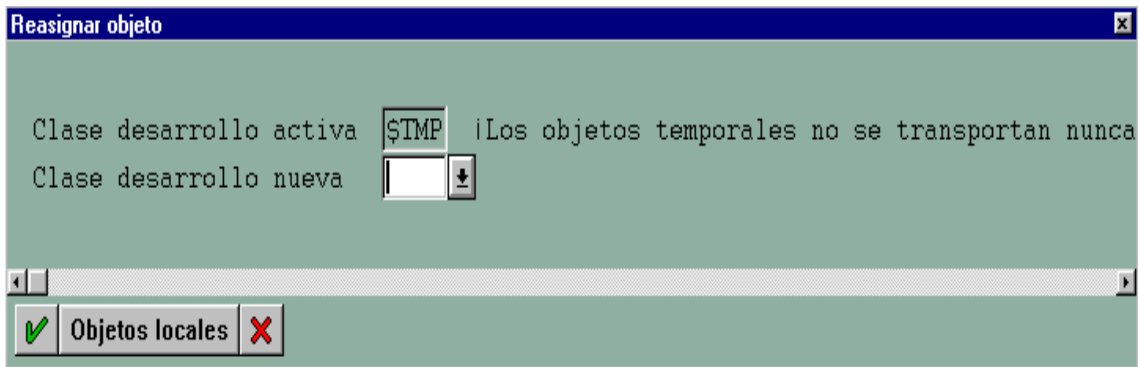 Reasignar objeto
Clase desarrollo activa $TMP ¡Los objetos temporales no se transportan nunca
Clase desarrollo nueva
Objetos locales